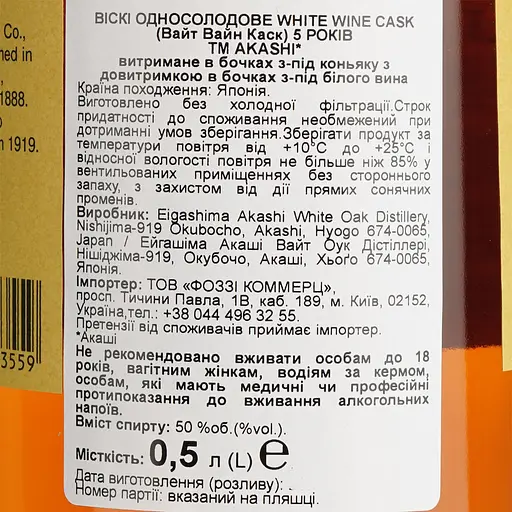 Co.,
ned in
1888.
n 1919.
3559
ВІСКІ ОДНОСОЛОДОВЕ WHITE WINE CASK
(Вайт Вайн Каск) 5 РОКІВ
ТМ AKASHI*
витримане в бочках з-під коньяку з
довитримкою в бочках з-під білого вина
Країна походження: Японія.
Виготовлено без холодної фільтрації.Строк
придатності до споживання необмежений при
дотриманні умов зберігання.Зберігати продукт за
температури повітря від +10°С до +25°С і
відносної вологості повітря не більше ніж 85% у
вентильованих приміщеннях без стороннього
запаху, з захистом від дії прямих сонячних
променів.
Виробник: Eigashima Akashi White Oak Distillery,
Nishijima-919 Okubocho, Akashi, Hyogo 674-0065,
Japan / Ейгашіма Акаші Вайт Оук Дістіллері,
Нішіджіма-919, Окубочо, Акаші, Хього 674-0065,
Японія.
Імпортер: ТОВ «ФОЗЗІ КОММЕРЦ»,
просп. Тичини Павла, 1В, каб. 189, м. Київ, 02152,
Україна,тел.: +38 044 496 32 55.
Претензії від споживачів приймає імпортер.
*Акаші
Не рекомендовано вживати особам до 18
років, вагітним жінкам, водіям за кермом,
особам, які мають медичні чи професійні
протипоказання до вживання алкогольних
напоїв.
Вміст спирту: 50 %об.(%vol.).
Місткість: 0,5 л (L) ℮
Дата виготовлення (розливу): .
Номер партії: вказаний на пляшці.